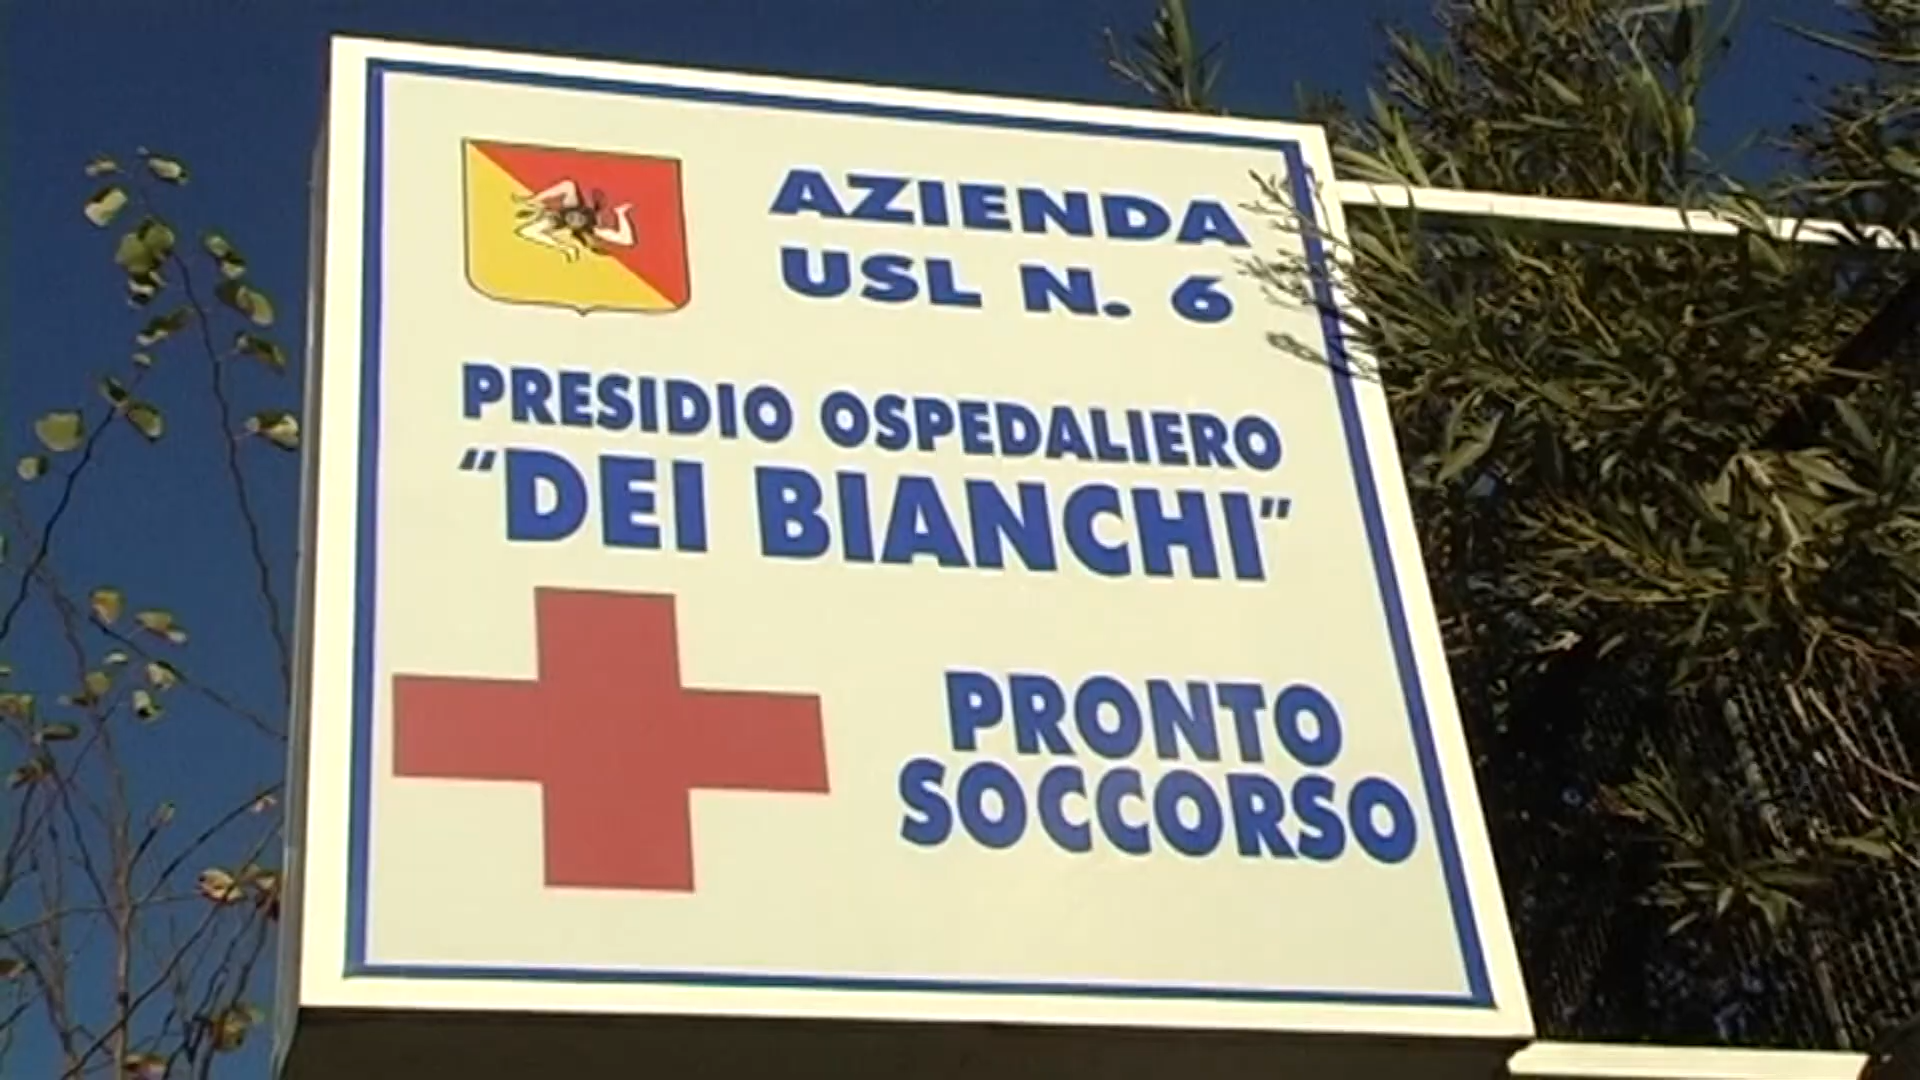 AZIENDA
USL N. 6
PRESIDIO OSPEDALIERO
“DEI BIANCHI”
PRONTO
SOCCORSO